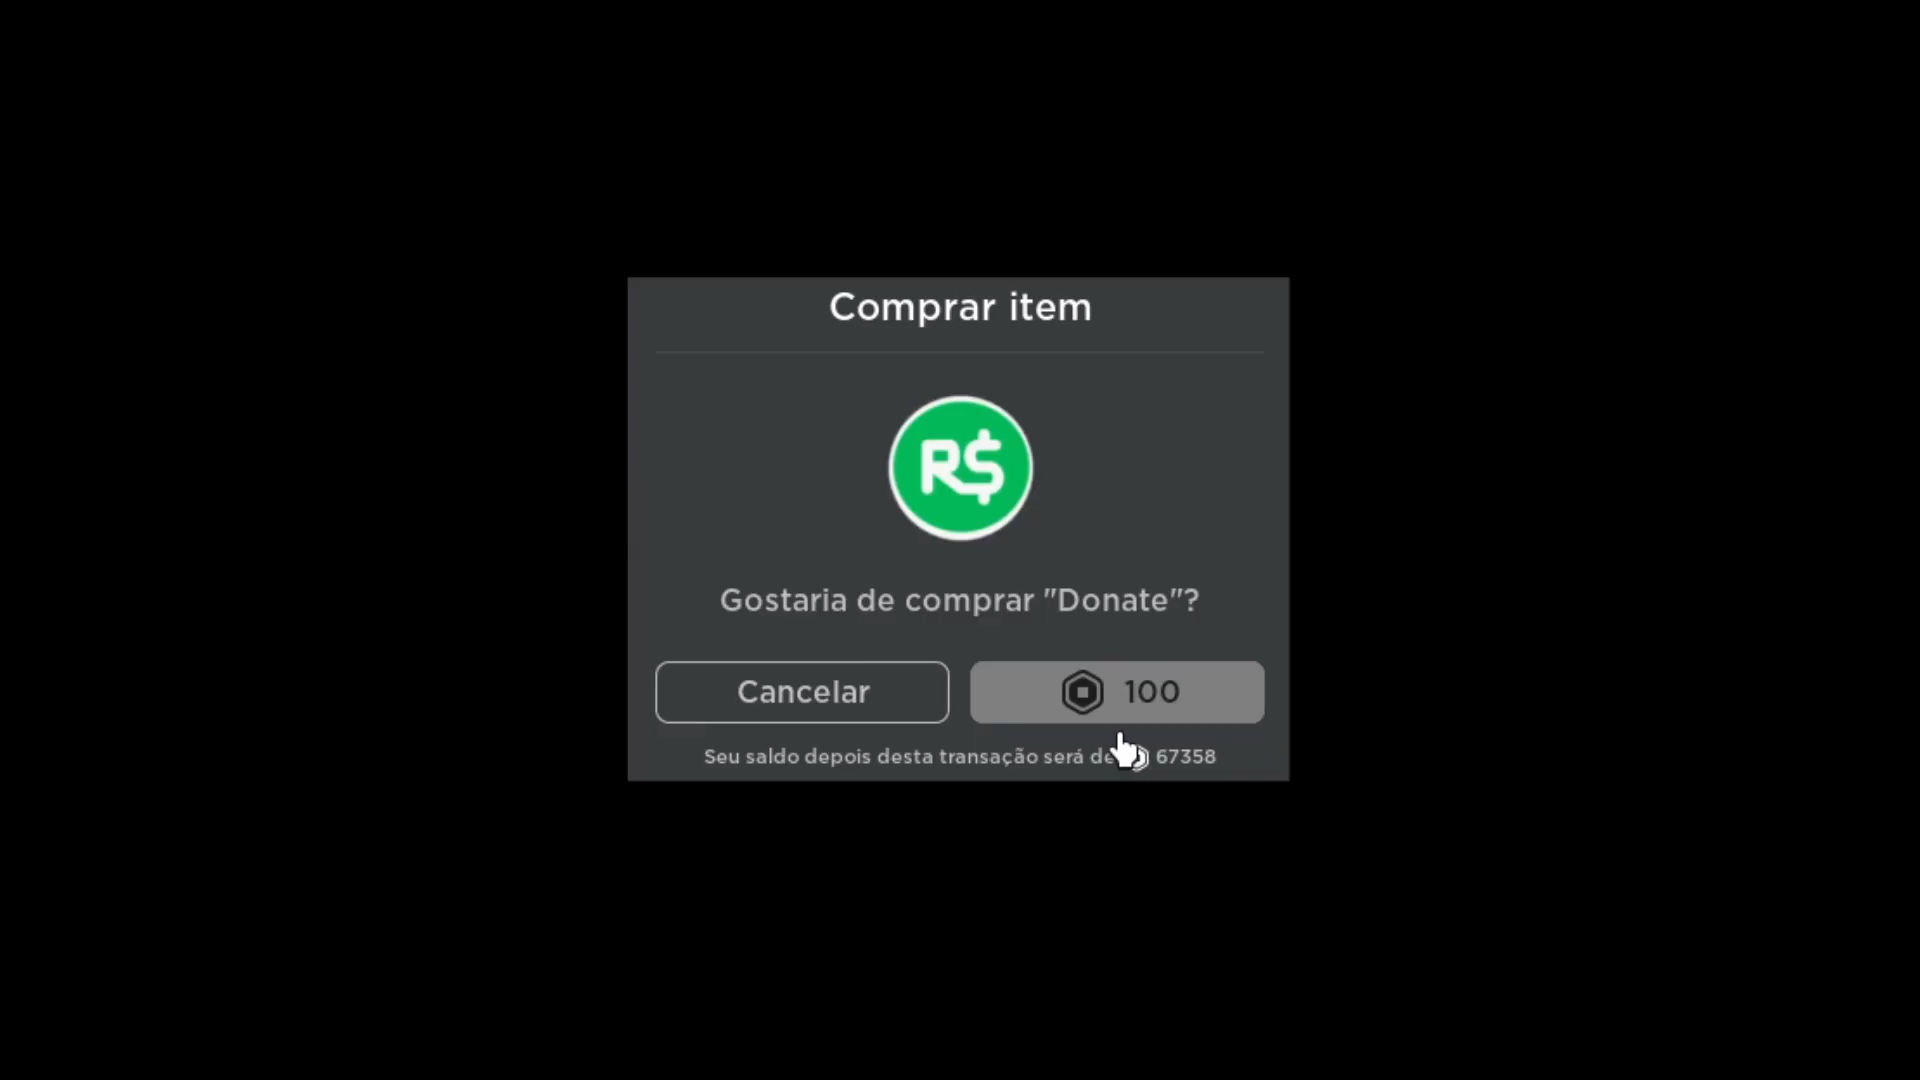 Comprar item
R$
Gostaria de comprar "Donate"?
Cancelar
100
Seu saldo depois desta transação será de 67358